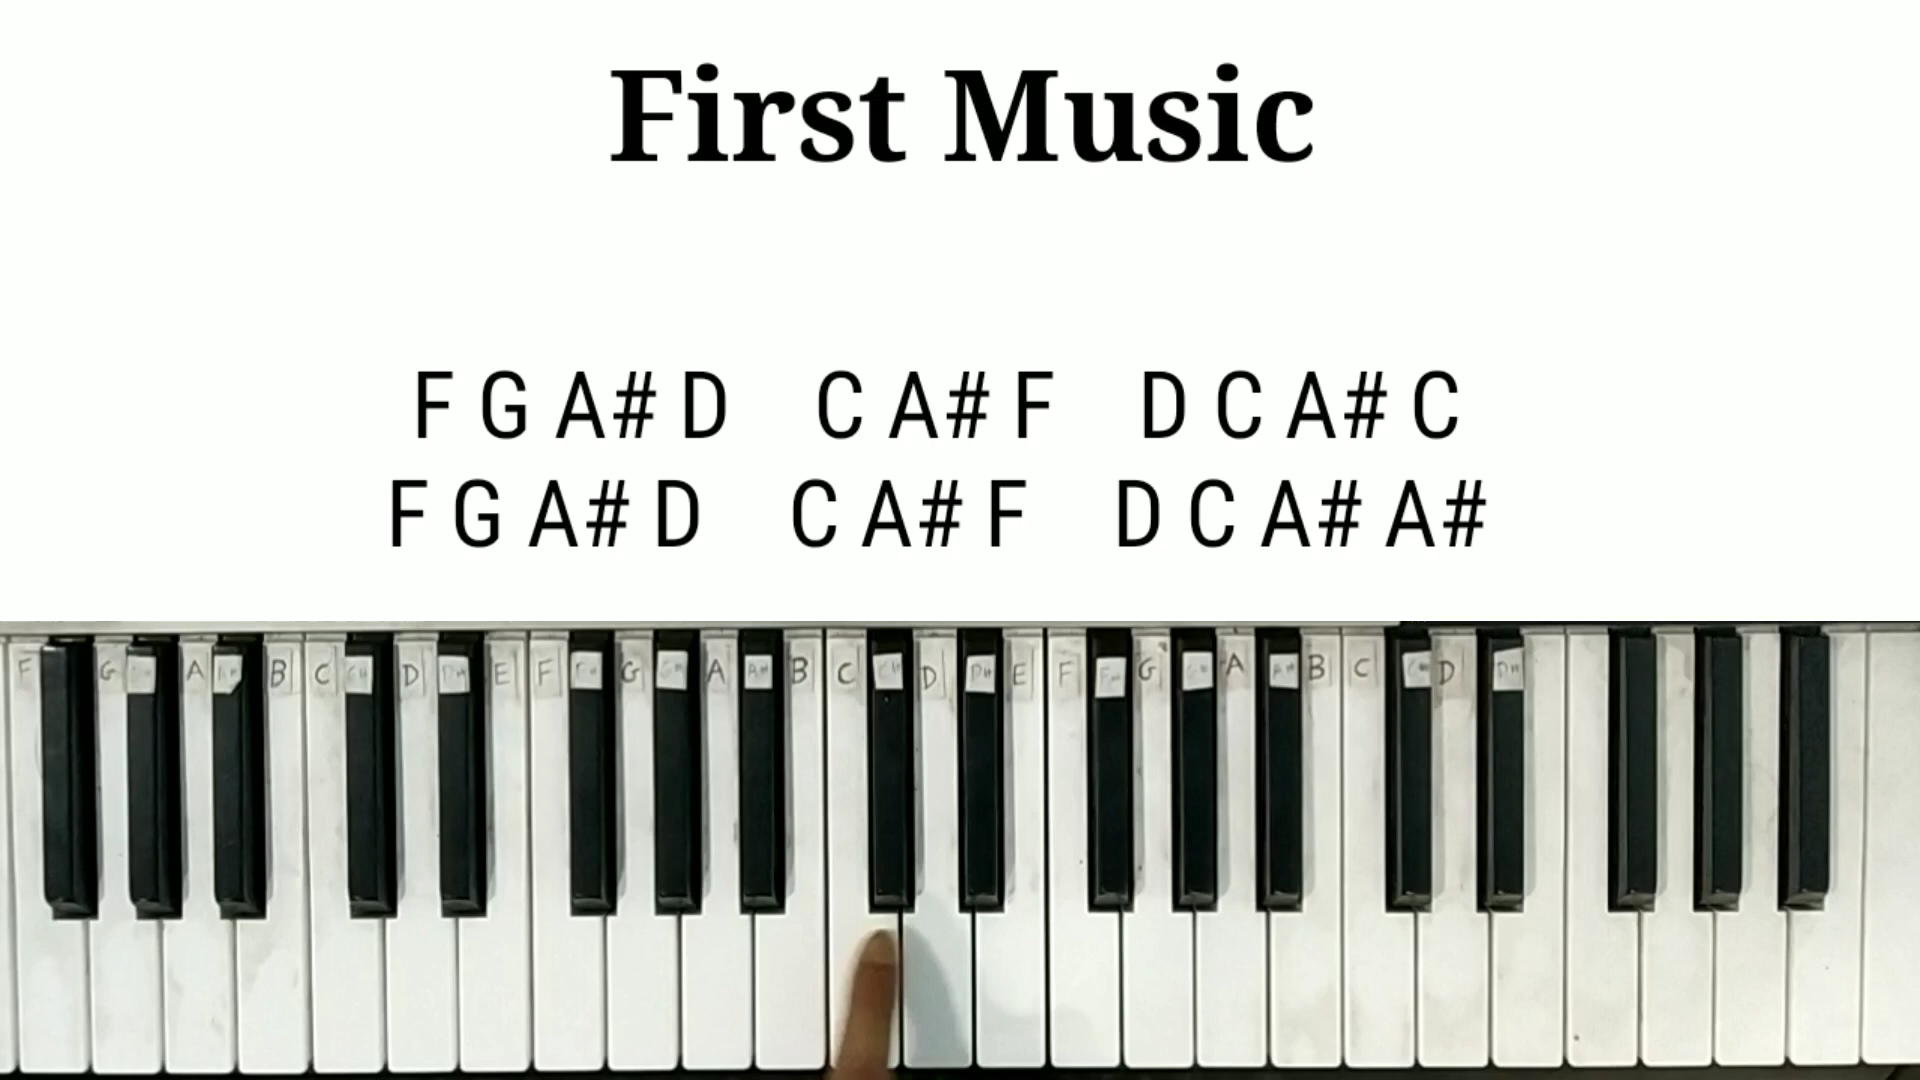 First Music
F G A# D C A# F D C A# C
F G A# D C A# F D C A# A#
F G A B C D E F G A B C D E F G A B C D